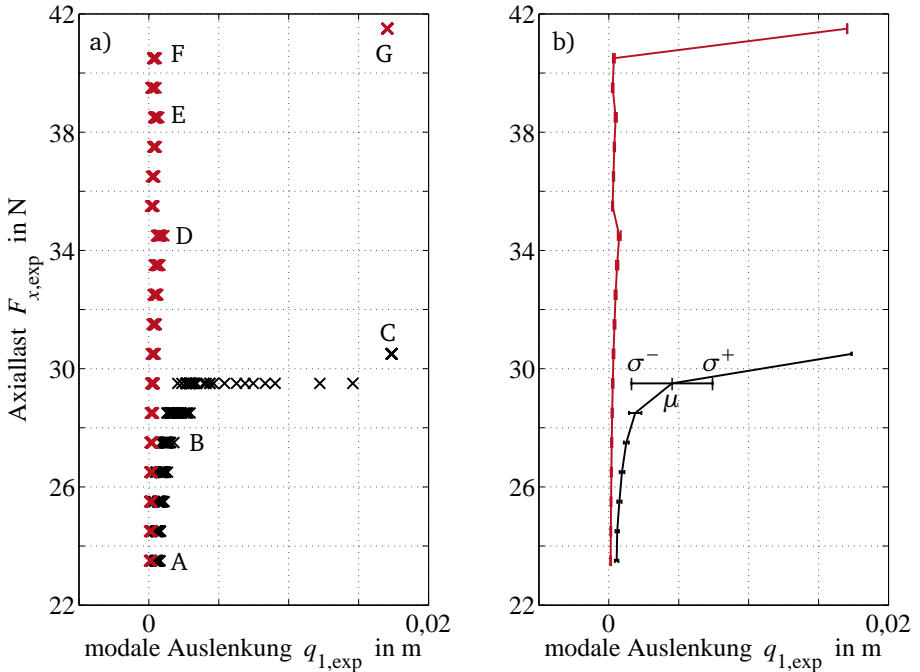 a)
42
38
34
30
26
22
F
G
E
D
C
B
A
Axiallast F_x,exp in N
0
0,02
modale Auslenkung q_1,exp in m
b)
42
38
34
30
26
22
σ⁻ σ⁺
μ
0
0,02
modale Auslenkung q_1,exp in m